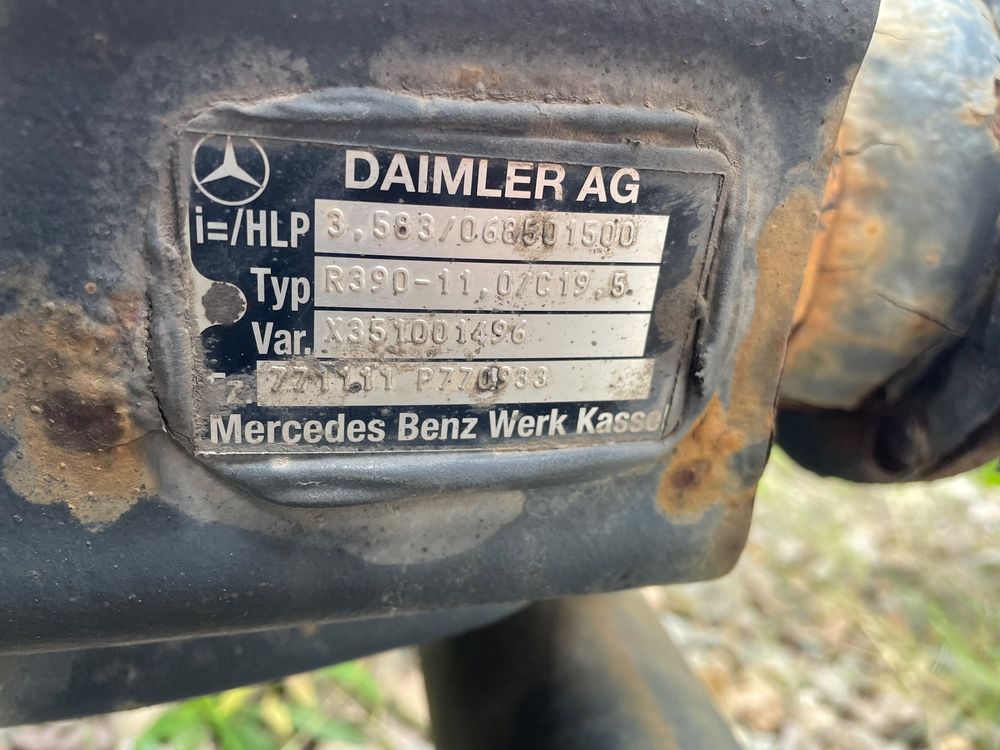 DAIMLER AG
i=/HLP 3,583/068501500
Typ R390-11,0/C19,5
Var. X351001496
Fz. 771111 P770933
Mercedes Benz Werk Kassel